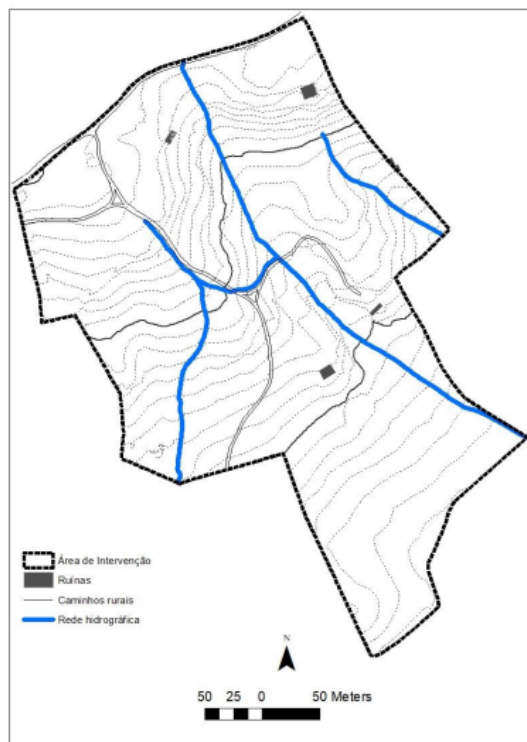 Área de Intervenção
Ruínas
Caminhos rurais
Rede hidrográfica
N
50 25 0 50 Meters